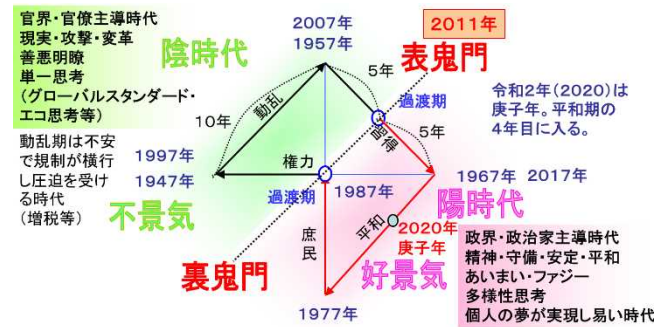 官界・官僚主導時代
現実・攻撃・変革
善悪明瞭
単一思考
(グローバルスタンダード・
エコ思考等)
陰時代
2007年
1957年
2011年
表鬼門
5年
過渡期
令和2年(2020)は
庚子年。平和期の
4年目に入る。
動乱
10年
習得
5年
動乱期は不安
で規制が横行
し圧迫を受け
る時代
(増税等)
1997年
1947年
権力
過渡期
1987年
1967年 2017年
不景気
陽時代
平和
2020年
庚子年
庶民
裏鬼門
好景気
1977年
政界・政治家主導時代
精神・守備・安定・平和
あいまい・ファジー
多様性思考
個人の夢が実現し易い時代